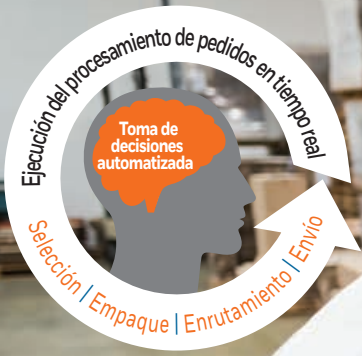 Ejecución del procesamiento de pedidos en tiempo real
Toma de
decisiones
automatizada
Selección | Empaque | Enrutamiento | Envío